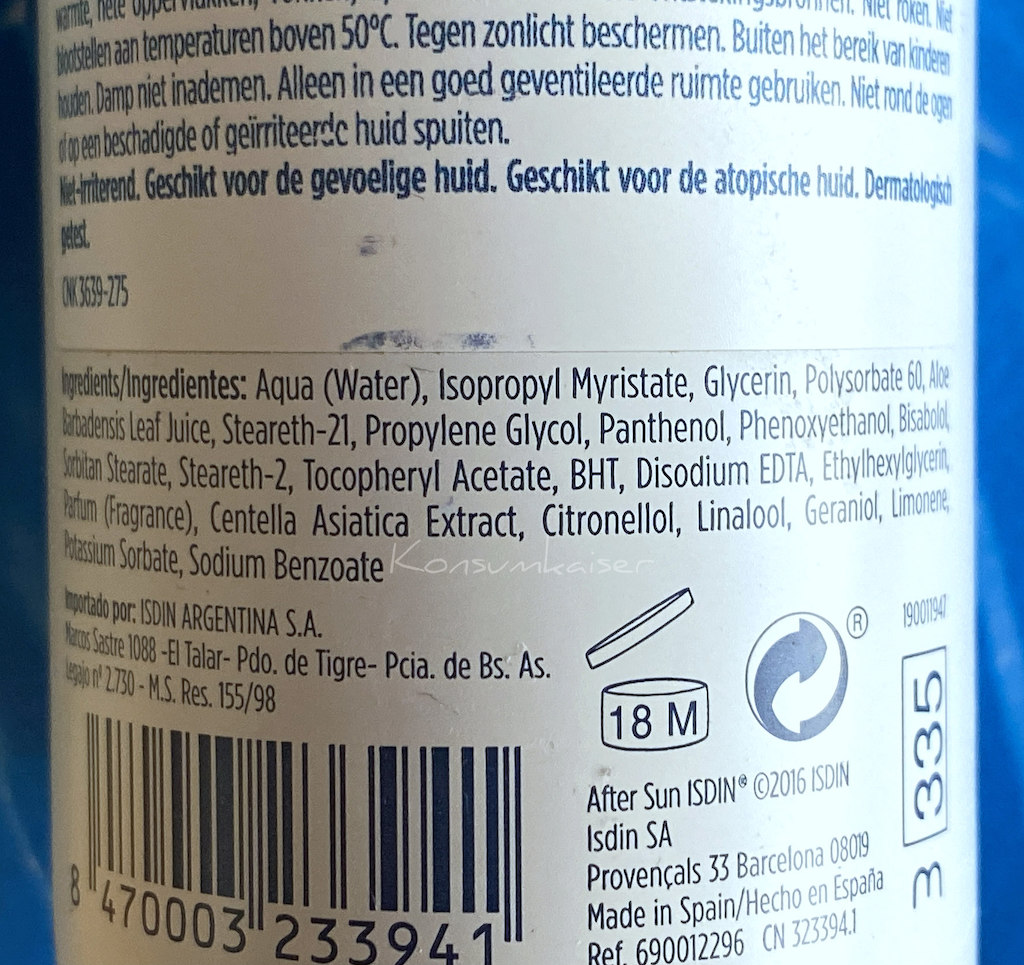 warmte, hete oppervlakken, Niet roken. Niet
blootstellen aan temperaturen boven 50°C. Tegen zonlicht beschermen. Buiten het bereik van kinderen
houden. Damp niet inademen. Alleen in een goed geventileerde ruimte gebruiken. Niet rond de ogen
of op een beschadigde of geïrriteerde huid spuiten.
Niet-irriterend. Geschikt voor de gevoelige huid. Geschikt voor de atopische huid. Dermatologisch
getest.
CNK 3639-275
Ingredients/Ingredientes: Aqua (Water), Isopropyl Myristate, Glycerin, Polysorbate 60, Aloe
Barbadensis Leaf Juice, Steareth-21, Propylene Glycol, Panthenol, Phenoxyethanol, Bisabolol,
Sorbitan Stearate, Steareth-2, Tocopheryl Acetate, BHT, Disodium EDTA, Ethylhexylglycerin,
Parfum (Fragrance), Centella Asiatica Extract, Citronellol, Linalool, Geraniol, Limonene,
Potassium Sorbate, Sodium Benzoate
Konsumkaiser
Importado por: ISDIN ARGENTINA S.A.
Marcos Sastre 1088 -El Talar- Pdo. de Tigre- Pcia. de Bs. As.
Legajo nº 2.730 - M.S. Res. 155/98
18 M
®
190011947
3 335
8 470003 233941
After Sun ISDIN® ©2016 ISDIN
Isdin SA
Provençals 33 Barcelona 08019
Made in Spain/Hecho en España
Ref. 690012296 CN 323394.1